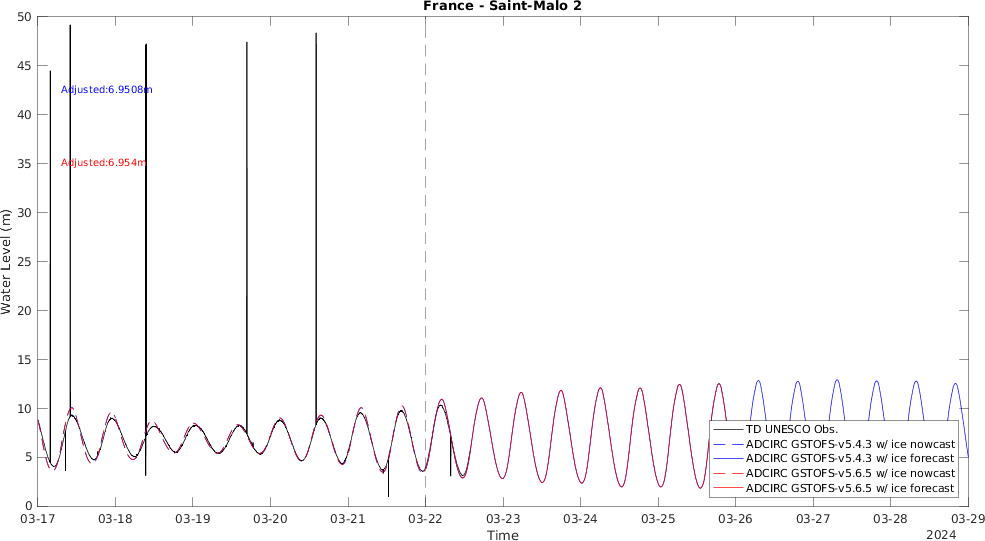 France - Saint-Malo 2
50
45
40
35
30
25
20
15
10
5
0
Water Level (m)
Adjusted:6.9508m
Adjusted:6.954m
TD UNESCO Obs.
ADCIRC GSTOFS-v5.4.3 w/ ice nowcast
ADCIRC GSTOFS-v5.4.3 w/ ice forecast
ADCIRC GSTOFS-v5.6.5 w/ ice nowcast
ADCIRC GSTOFS-v5.6.5 w/ ice forecast
03-17 03-18 03-19 03-20 03-21 03-22 03-23 03-24 03-25 03-26 03-27 03-28 03-29
Time
2024